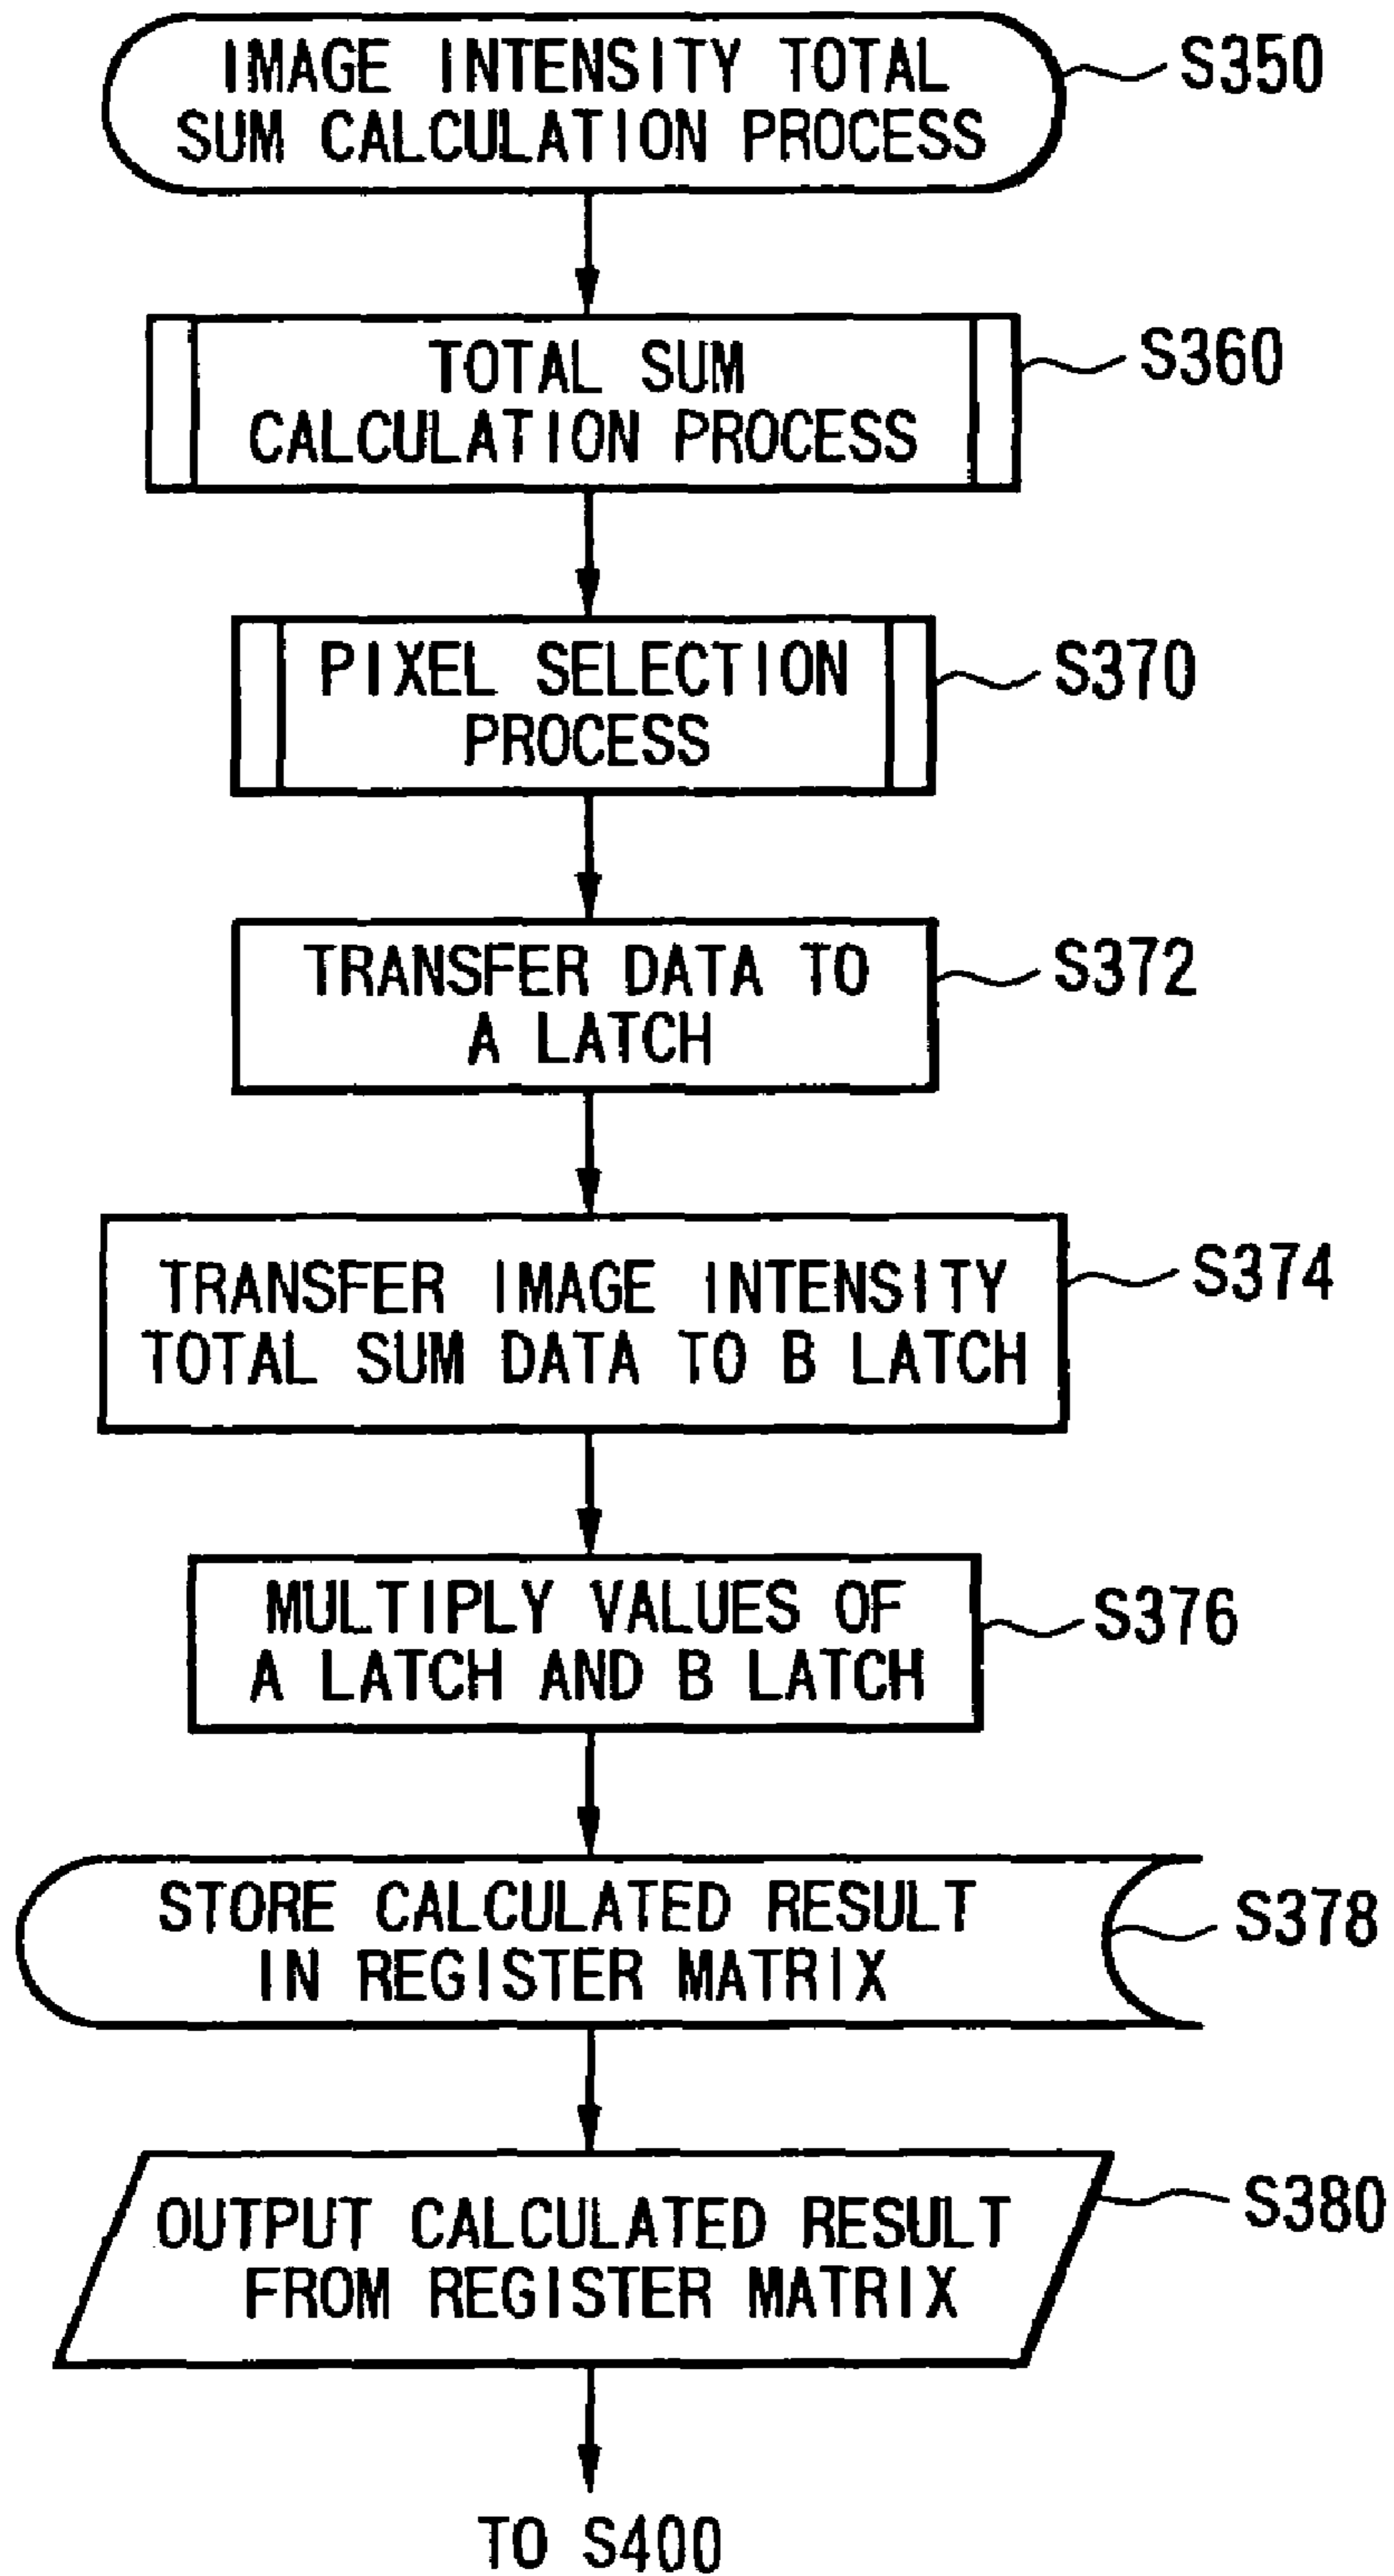 IMAGE INTENSITY TOTAL
SUM CALCULATION PROCESS
S350
TOTAL SUM
CALCULATION PROCESS
S360
PIXEL SELECTION
PROCESS
S370
TRANSFER DATA TO
A LATCH
S372
TRANSFER IMAGE INTENSITY
TOTAL SUM DATA TO B LATCH
S374
MULTIPLY VALUES OF
A LATCH AND B LATCH
S376
STORE CALCULATED RESULT
IN REGISTER MATRIX
S378
OUTPUT CALCULATED RESULT
FROM REGISTER MATRIX
S380
TO S400